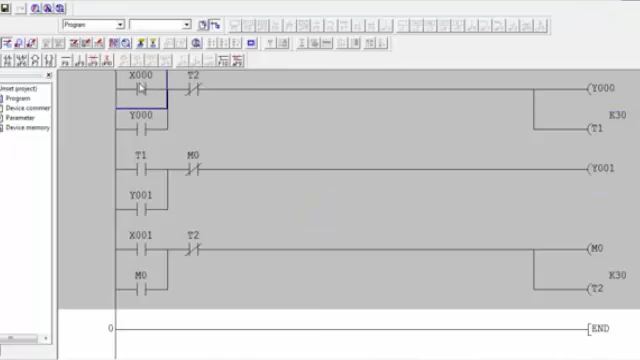 Program
Unset project)
Program
Device commer
Parameter
Device memory
X000 T2
(Y000
Y000 K30
(T1
T1 M0
(Y001
Y001
X001 T2
(M0
M0 K30
(T2
0 [END